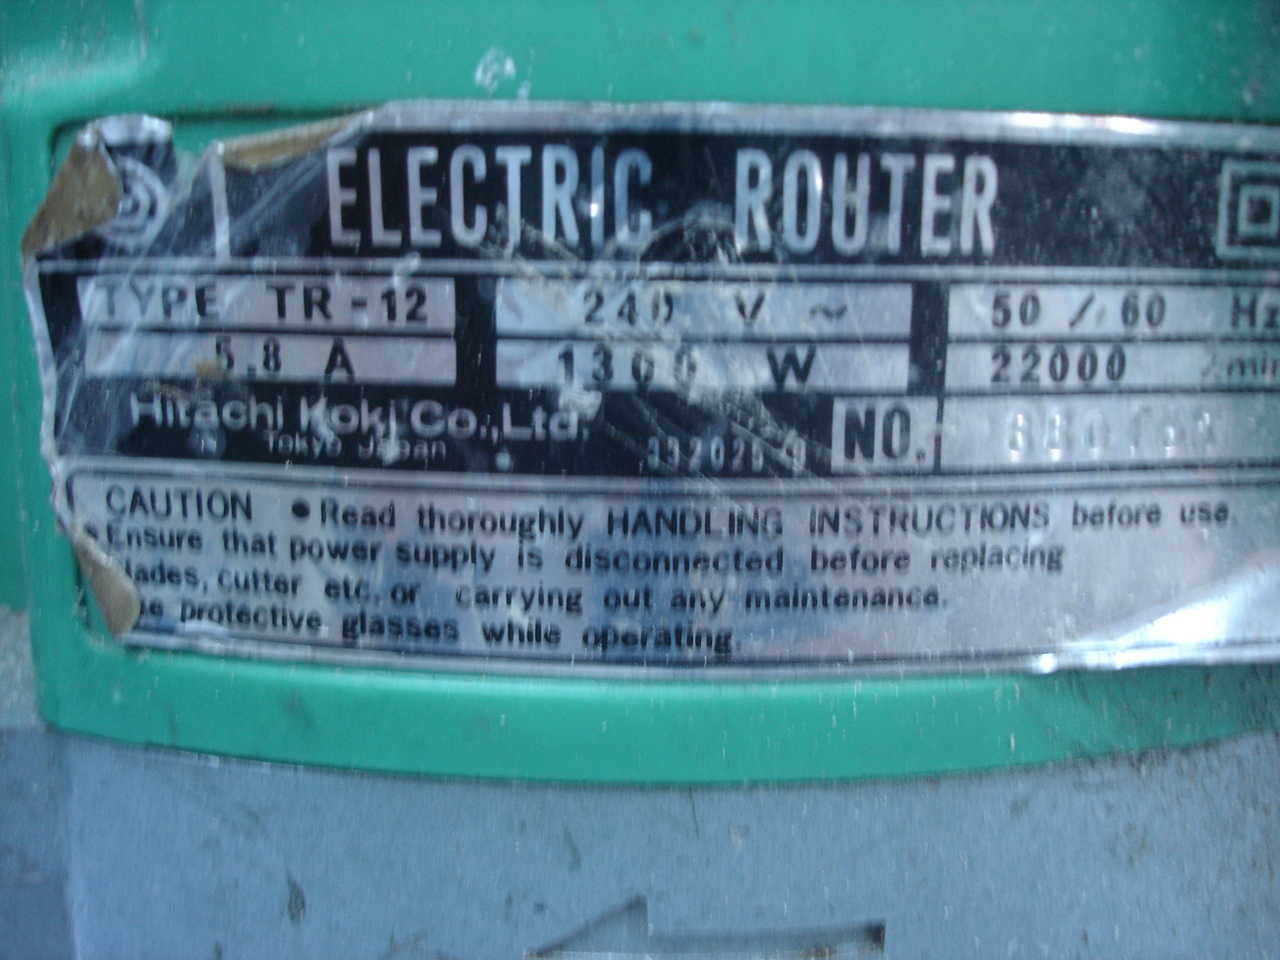 ELECTRIC ROUTER
TYPE TR-12 240 V ~ 50 / 60 Hz
5.8 A 1300 W 22000 /min
Hitachi Koki Co.,Ltd. NO.
Tokyo Japan
CAUTION ● Read thoroughly HANDLING INSTRUCTIONS before use.
● Ensure that power supply is disconnected before replacing
lades, cutter etc. or carrying out any maintenance.
protective glasses while operating.